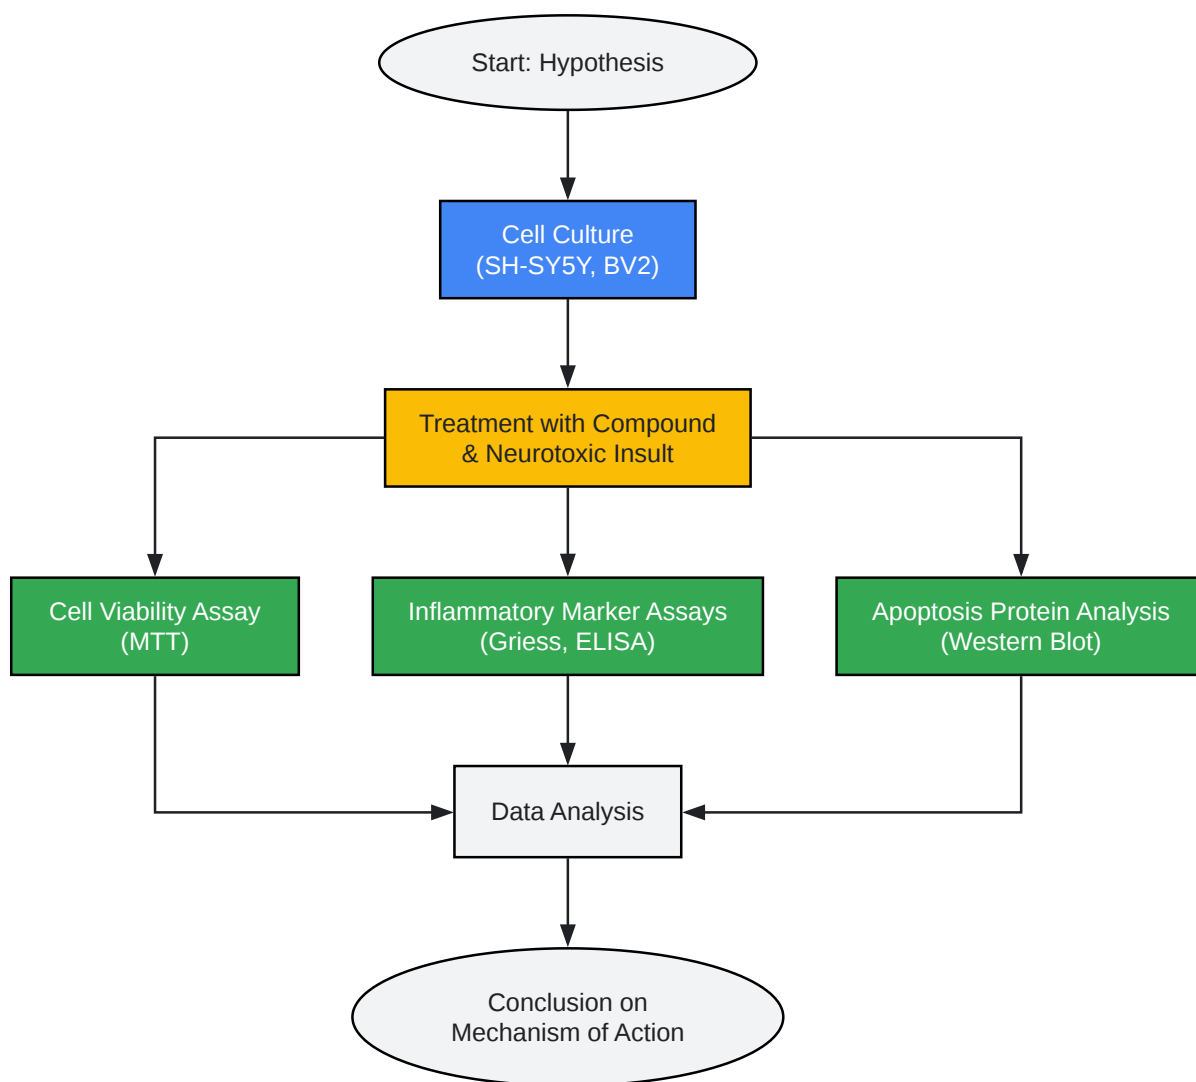 Start: Hypothesis
Cell Culture
(SH-SY5Y, BV2)
Treatment with Compound
& Neurotoxic Insult
Cell Viability Assay
(MTT)
Inflammatory Marker Assays
(Griess, ELISA)
Apoptosis Protein Analysis
(Western Blot)
Data Analysis
Conclusion on
Mechanism of Action